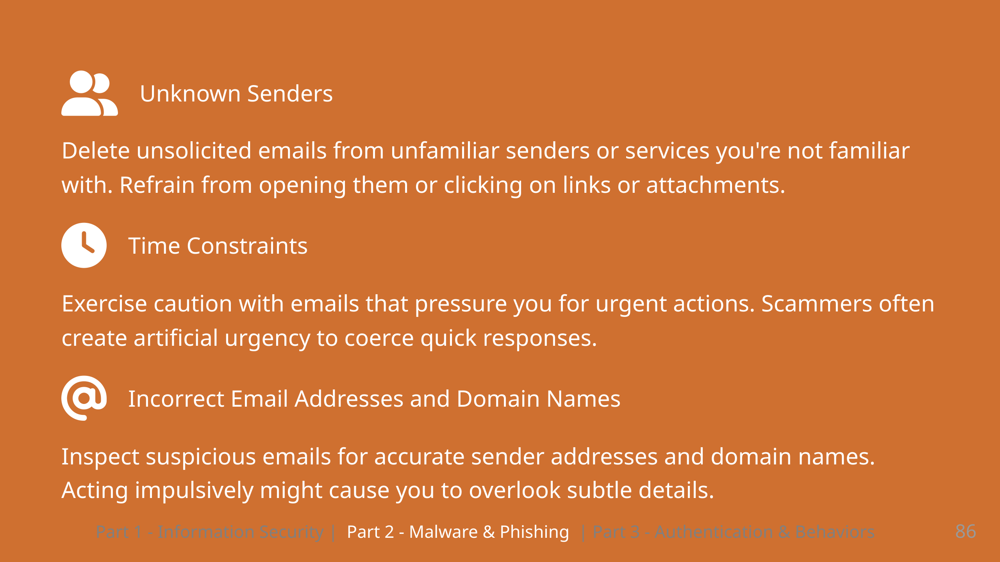 Unknown Senders
Delete unsolicited emails from unfamiliar senders or services you're not familiar
with. Refrain from opening them or clicking on links or attachments.
Time Constraints
Exercise caution with emails that pressure you for urgent actions. Scammers often
create artificial urgency to coerce quick responses.
Incorrect Email Addresses and Domain Names
Inspect suspicious emails for accurate sender addresses and domain names.
Acting impulsively might cause you to overlook subtle details.
Part 1 - Information Security | Part 2 - Malware & Phishing | Part 3 - Authentication & Behaviors 86